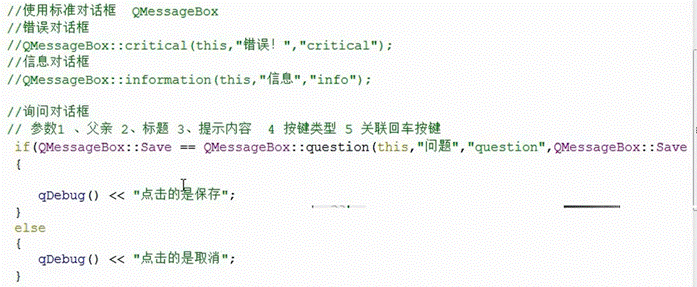 //使用标准对话框  QMessageBox
//错误对话框
//QMessageBox::critical(this,"错误！","critical");
//信息对话框
//QMessageBox::information(this,"信息","info");
//询问对话框
// 参数1 、父亲 2、标题 3、提示内容  4 按键类型 5 关联回车按键
if(QMessageBox::Save == QMessageBox::question(this,"问题","question",QMessageBox::Save
{
qDebug() << "点击的是保存";
}
else
{
qDebug() << "点击的是取消";
}